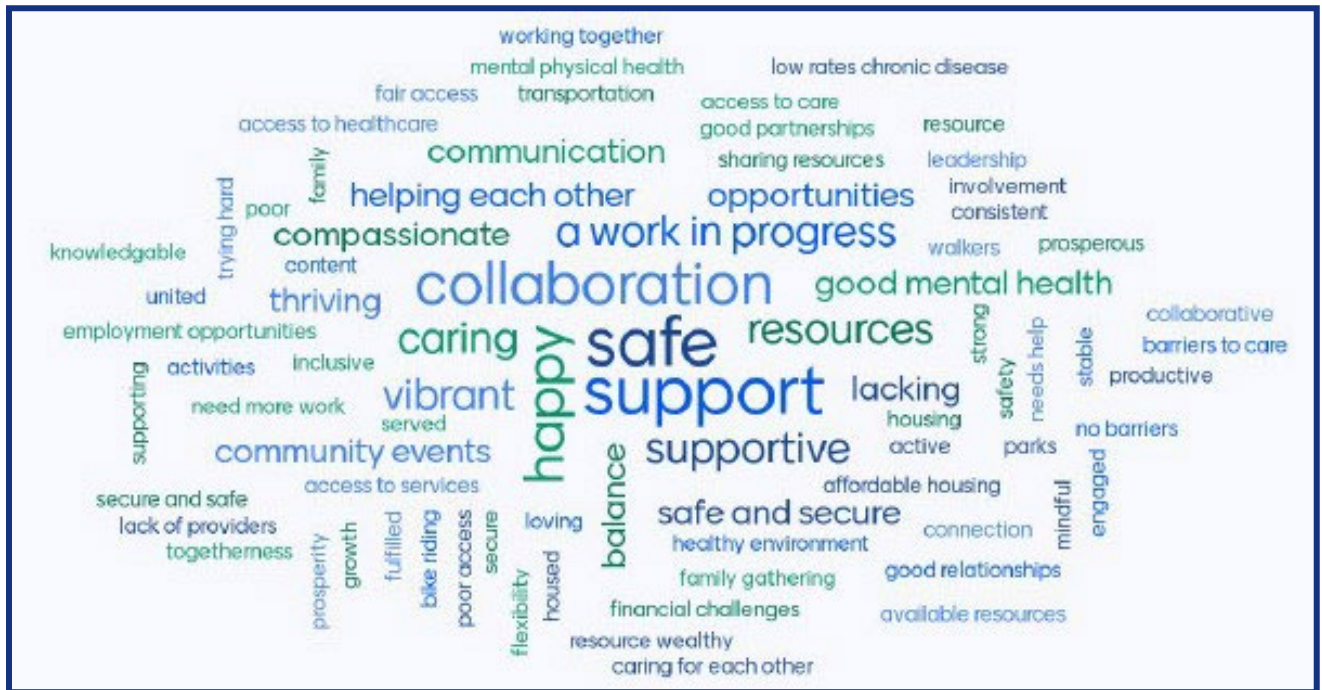 working together
mental physical health
low rates chronic disease
fair access
transportation
access to care
access to healthcare
good partnerships
resource
communication
sharing resources
leadership
family
trying hard
helping each other
opportunities
involvement
poor
consistent
compassionate
a work in progress
walkers
prosperous
knowledgable
content
collaboration
good mental health
united
thriving
employment opportunities
caring
happy
safe
resources
strong
needs help
stable
collaborative
barriers to care
activities
inclusive
supporting
vibrant
support
lacking
safety
productive
need more work
served
housing
community events
supportive
active
parks
no barriers
access to services
balance
affordable housing
mindful
engaged
secure and safe
lack of providers
togetherness
prosperity
growth
fulfilled
bike riding
poor access
secure
loving
safe and secure
connection
healthy environment
flexibility
housed
family gathering
good relationships
financial challenges
available resources
resource wealthy
caring for each other